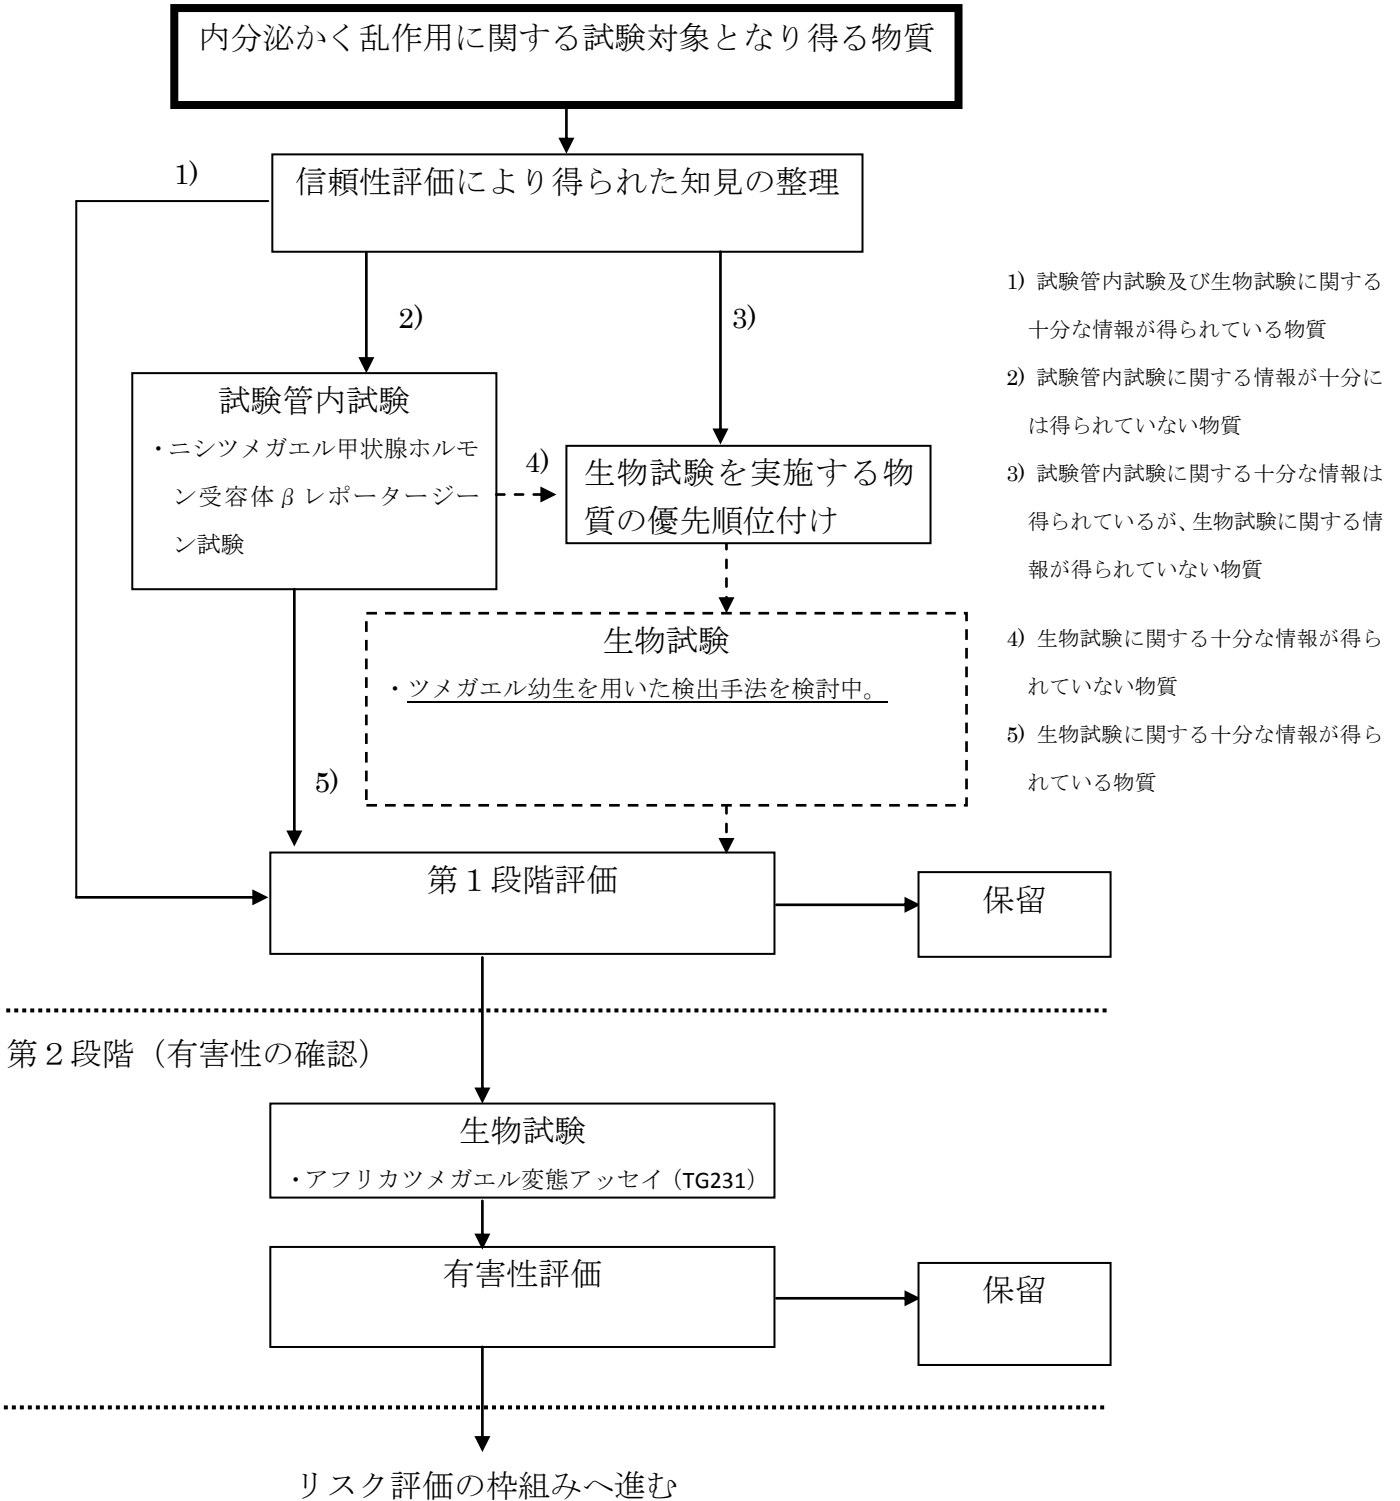 内分泌かく乱作用に関する試験対象となり得る物質
1)
信頼性評価により得られた知見の整理
2)
3)
試験管内試験
・ニシツメガエル甲状腺ホルモ
ン受容体βレポータージー
ン試験
4)
生物試験を実施する物
質の優先順位付け
生物試験
・ツメガエル幼生を用いた検出手法を検討中。
5)
1) 試験管内試験及び生物試験に関する
十分な情報が得られている物質
2) 試験管内試験に関する情報が十分に
は得られていない物質
3) 試験管内試験に関する十分な情報は
得られているが、生物試験に関する情
報が得られていない物質
4) 生物試験に関する十分な情報が得ら
れていない物質
5) 生物試験に関する十分な情報が得ら
れている物質
第１段階評価
保留
第２段階（有害性の確認）
生物試験
・アフリカツメガエル変態アッセイ（TG231）
有害性評価
保留
リスク評価の枠組みへ進む